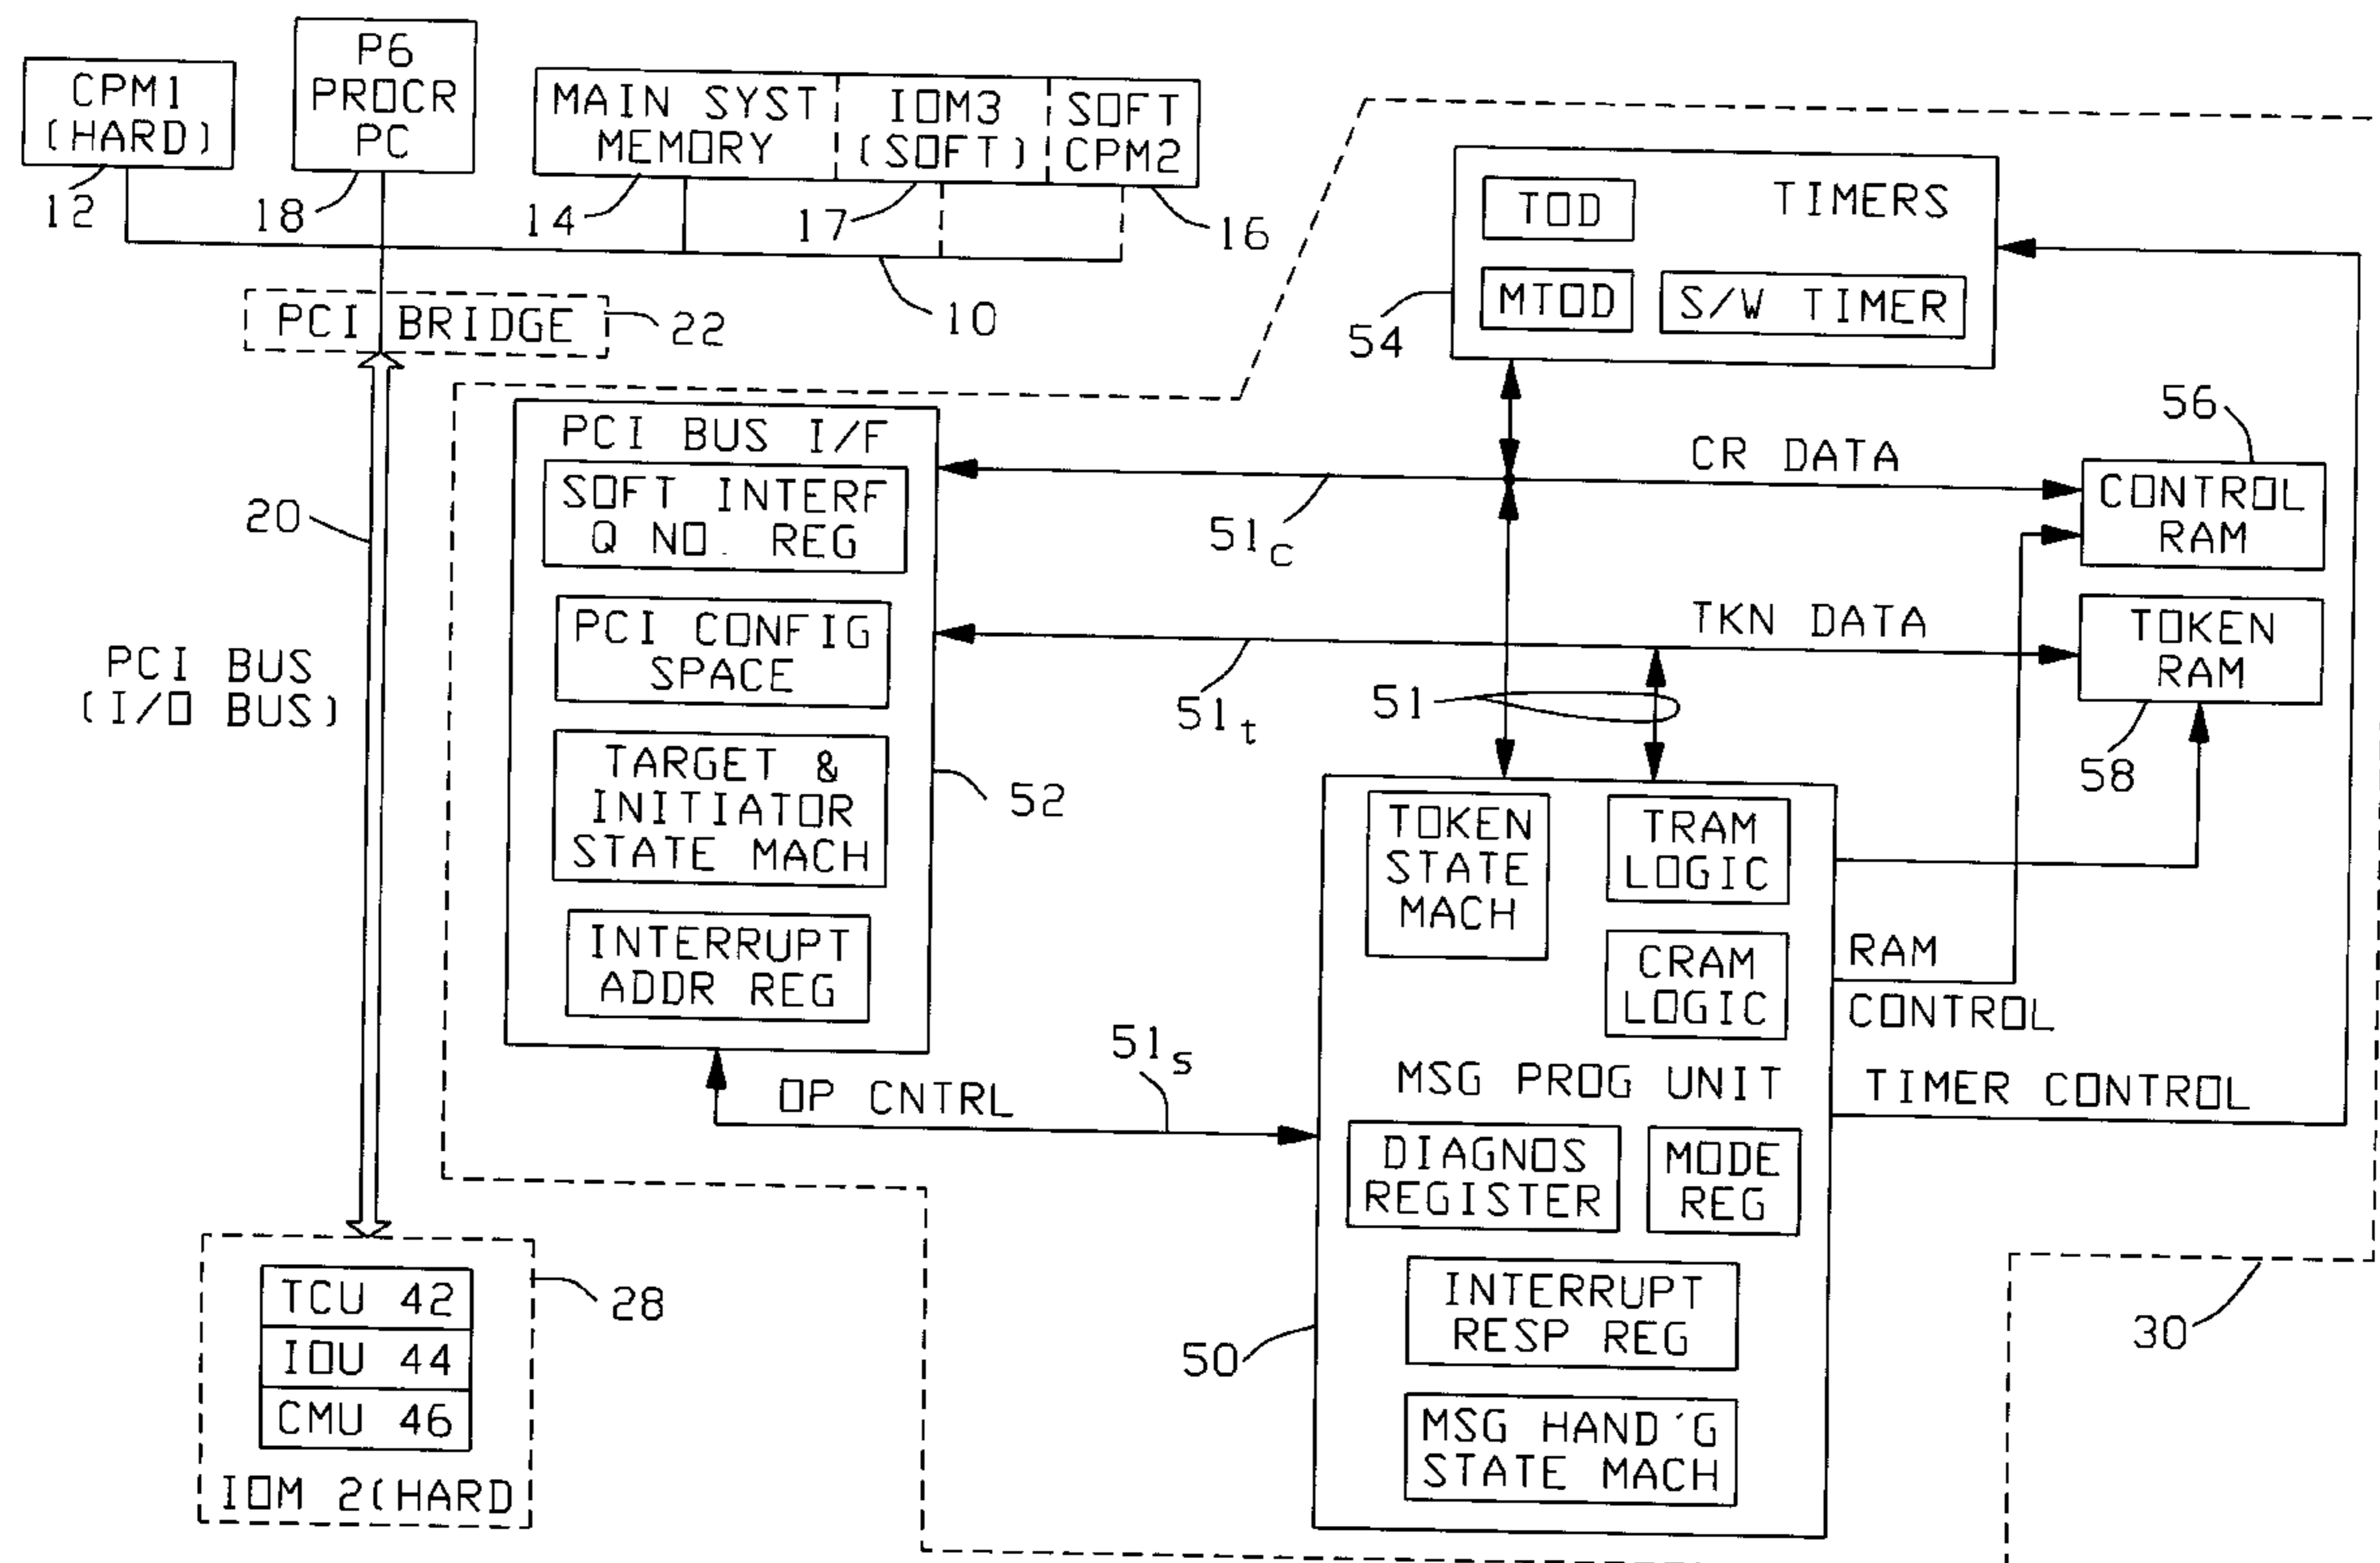 CPM1
(HARD)
12
P6
PROCR
PC
18
MAIN SYST
MEMORY
14
IOM3
(SOFT)
17
SOFT
CPM2
16
10
PCI BRIDGE
22
20
PCI BUS
(I/O BUS)
TCU 42
IOU 44
CMU 46
IOM 2(HARD
28
PCI BUS I/F
SOFT INTERF
Q NO. REG
PCI CONFIG
SPACE
TARGET &
INITIATOR
STATE MACH
INTERRUPT
ADDR REG
52
TOD
TIMERS
MTOD
S/W TIMER
54
CR DATA
51c
56
CONTROL
RAM
TKN DATA
51t
51
TOKEN
RAM
58
TOKEN
STATE
MACH
TRAM
LOGIC
CRAM
LOGIC
RAM
CONTROL
OP CNTRL
51s
MSG PROG UNIT
TIMER CONTROL
DIAGNOS
REGISTER
MODE
REG
INTERRUPT
RESP REG
MSG HAND'G
STATE MACH
50
30